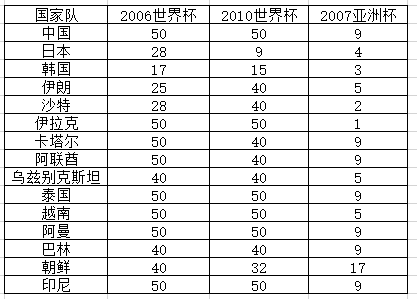 国家队 2006世界杯 2010世界杯 2007亚洲杯
中国 50 50 9
日本 28 9 4
韩国 17 15 3
伊朗 25 40 5
沙特 28 40 2
伊拉克 50 50 1
卡塔尔 50 40 9
阿联酋 50 40 9
乌兹别克斯坦 40 40 5
泰国 50 50 9
越南 50 50 5
阿曼 50 50 9
巴林 40 40 9
朝鲜 40 32 17
印尼 50 50 9